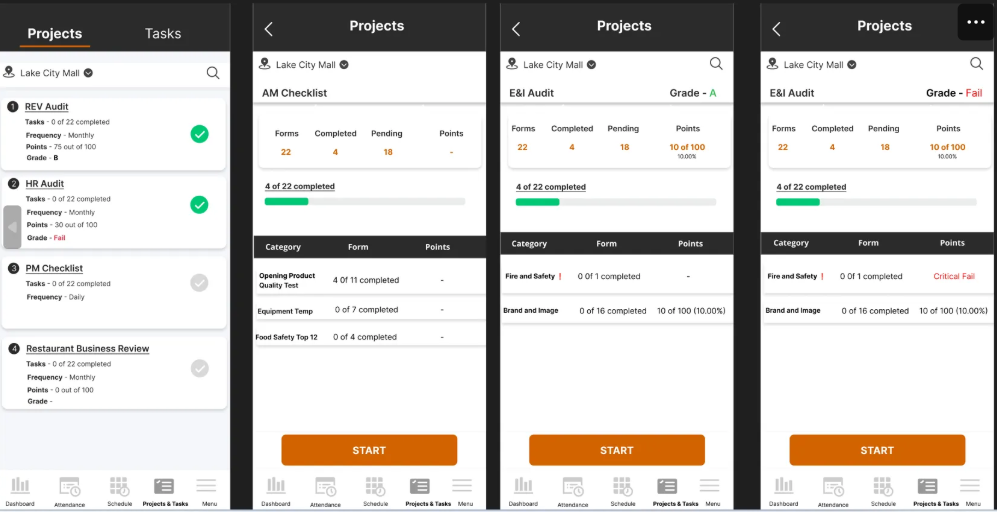 Projects Tasks
Lake City Mall
1 REV Audit
Tasks - 0 of 22 completed
Frequency - Monthly
Points - 75 out of 100
Grade - B
2 HR Audit
Tasks - 0 of 22 completed
Frequency - Monthly
Points - 30 out of 100
Grade - Fail
3 PM Checklist
Tasks - 0 of 22 completed
Frequency - Daily
4 Restaurant Business Review
Tasks - 0 of 22 completed
Frequency - Monthly
Points - 0 out of 100
Grade -
Dashboard Attendance Schedule Projects & Tasks Menu
Projects
Lake City Mall
AM Checklist
Forms Completed Pending Points
22 4 18 -
4 of 22 completed
Category Form Points
Opening Product
Quality Test
4 Of 11 completed -
Equipment Temp 0 of 7 completed -
Food Safety Top 12 0 of 4 completed -
START
Dashboard Attendance Schedule Projects & Tasks Menu
Projects
Lake City Mall
E&I Audit Grade - A
Forms Completed Pending Points
22 4 18 10 of 100
10.00%
4 of 22 completed
Category Form Points
Fire and Safety ! 0 Of 1 completed -
Brand and Image 0 of 16 completed 10 of 100 (10.00%)
START
Dashboard Attendance Schedule Projects & Tasks Menu
Projects
Lake City Mall
E&I Audit Grade - Fail
Forms Completed Pending Points
22 4 18 10 of 100
10.00%
4 of 22 completed
Category Form Points
Fire and Safety ! 0 Of 1 completed Critical Fail
Brand and Image 0 of 16 completed 10 of 100 (10.00%)
START
Dashboard Attendance Schedule Projects & Tasks Menu